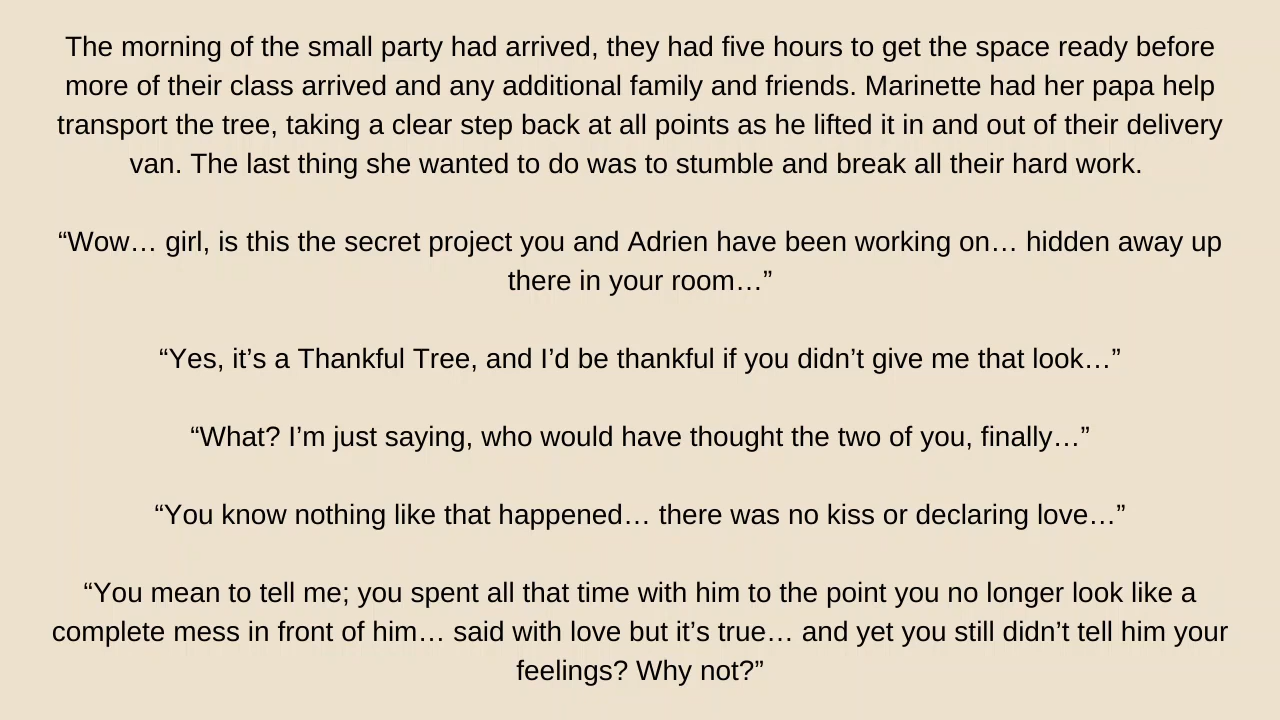 The morning of the small party had arrived, they had five hours to get the space ready before
more of their class arrived and any additional family and friends. Marinette had her papa help
transport the tree, taking a clear step back at all points as he lifted it in and out of their delivery
van. The last thing she wanted to do was to stumble and break all their hard work.
“Wow… girl, is this the secret project you and Adrien have been working on… hidden away up
there in your room…”
“Yes, it’s a Thankful Tree, and I’d be thankful if you didn’t give me that look…”
“What? I’m just saying, who would have thought the two of you, finally…”
“You know nothing like that happened… there was no kiss or declaring love…”
“You mean to tell me; you spent all that time with him to the point you no longer look like a
complete mess in front of him… said with love but it’s true… and yet you still didn’t tell him your
feelings? Why not?”